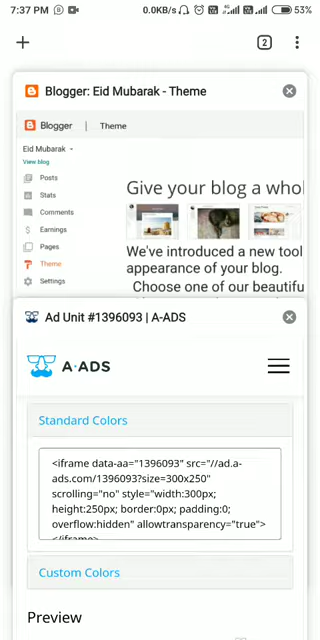 7:37 PM
0.0KB/s
53%
2
Blogger: Eid Mubarak - Theme
Blogger | Theme
Eid Mubarak
View blog
Posts
Stats
Comments
Earnings
Pages
Theme
Settings
Give your blog a whol
We've introduced a new tool
appearance of your blog.
Choose one of our beautifu
Ad Unit #1396093 | A-ADS
A-ADS
Standard Colors
<iframe data-aa="1396093" src="//ad.a-
ads.com/1396093?size=300x250"
scrolling="no" style="width:300px;
height:250px; border:0px; padding:0;
overflow:hidden" allowtransparency="true">
</iframe>
Custom Colors
Preview